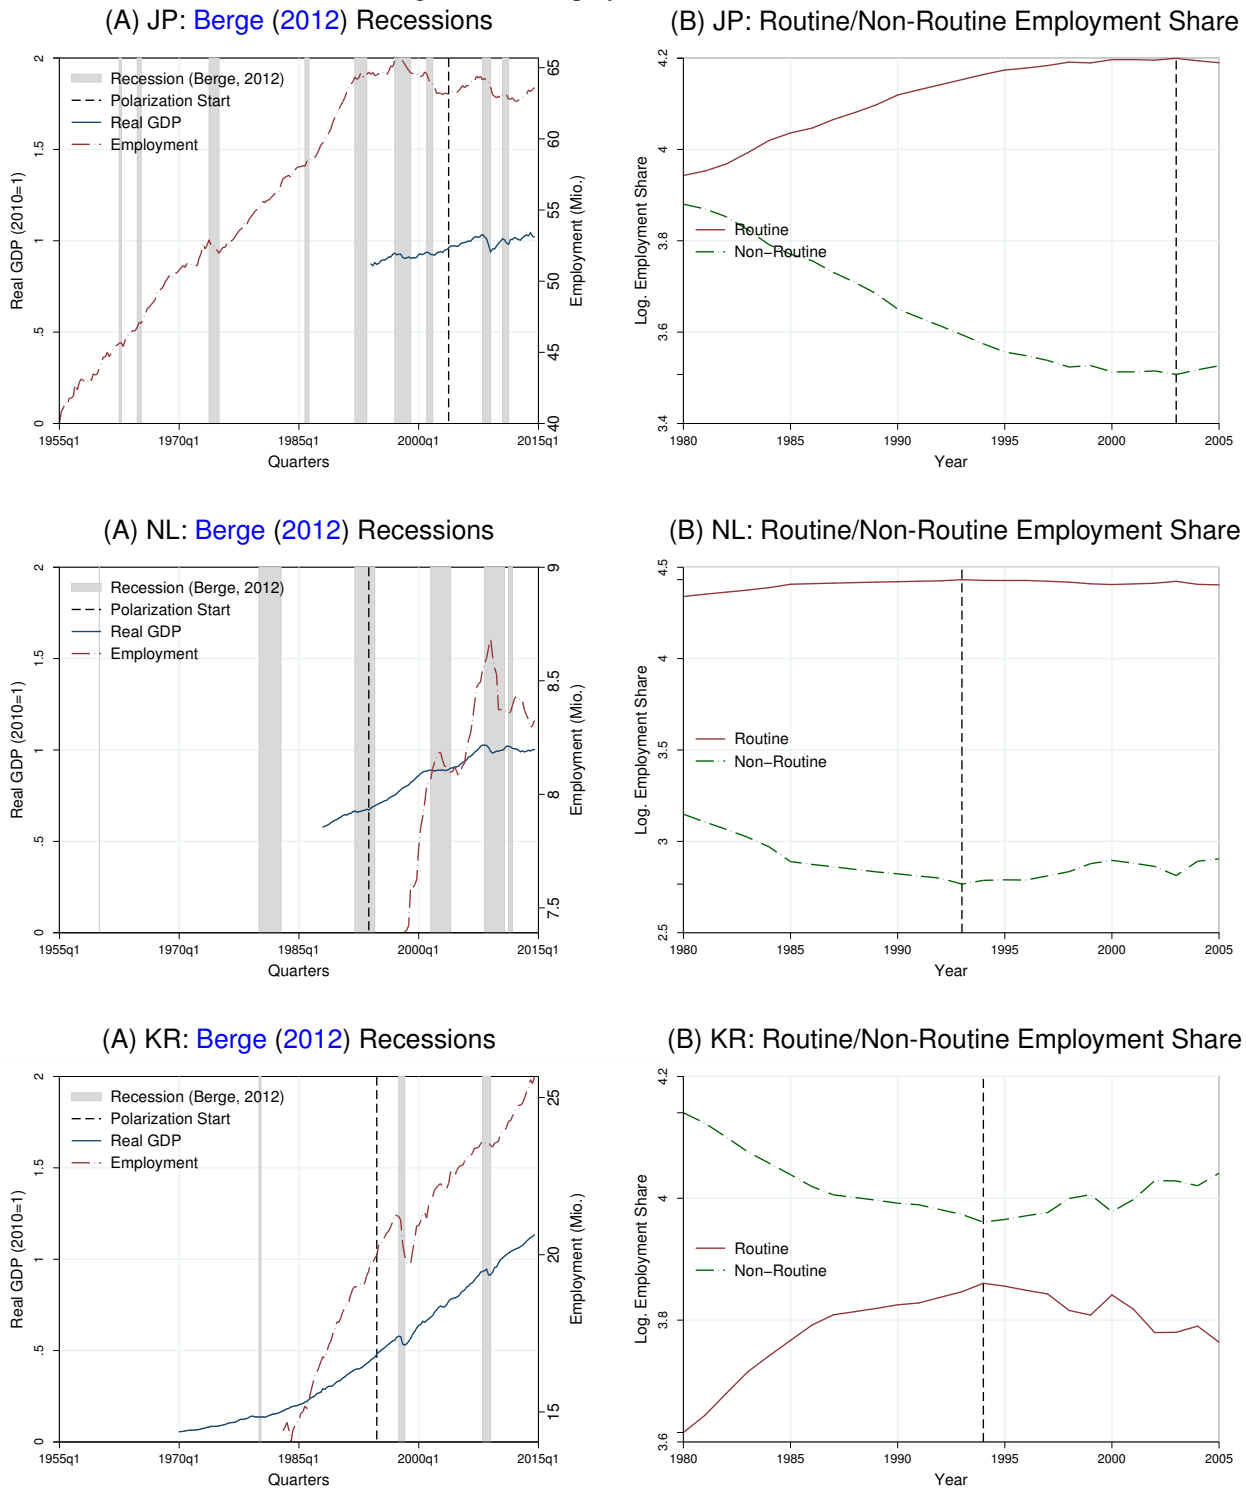 (A) JP: Berge (2012) Recessions
2
1.5
1
.5
0
Real GDP (2010=1)
65
60
55
50
45
40
Employment (Mio.)
Recession (Berge, 2012)
Polarization Start
Real GDP
Employment
1955q1 1970q1 1985q1 2000q1 2015q1
Quarters
(B) JP: Routine/Non-Routine Employment Share
4.2
4
3.8
3.6
3.4
Log. Employment Share
Routine
Non−Routine
1980 1985 1990 1995 2000 2005
Year
(A) NL: Berge (2012) Recessions
2
1.5
1
.5
0
Real GDP (2010=1)
9
8.5
8
7.5
Employment (Mio.)
Recession (Berge, 2012)
Polarization Start
Real GDP
Employment
1955q1 1970q1 1985q1 2000q1 2015q1
Quarters
(B) NL: Routine/Non-Routine Employment Share
4.5
4
3.5
3
2.5
Log. Employment Share
Routine
Non−Routine
1980 1985 1990 1995 2000 2005
Year
(A) KR: Berge (2012) Recessions
2
1.5
1
.5
0
Real GDP (2010=1)
25
20
15
Employment (Mio.)
Recession (Berge, 2012)
Polarization Start
Real GDP
Employment
1955q1 1970q1 1985q1 2000q1 2015q1
Quarters
(B) KR: Routine/Non-Routine Employment Share
4.2
4
3.8
3.6
Log. Employment Share
Routine
Non−Routine
1980 1985 1990 1995 2000 2005
Year